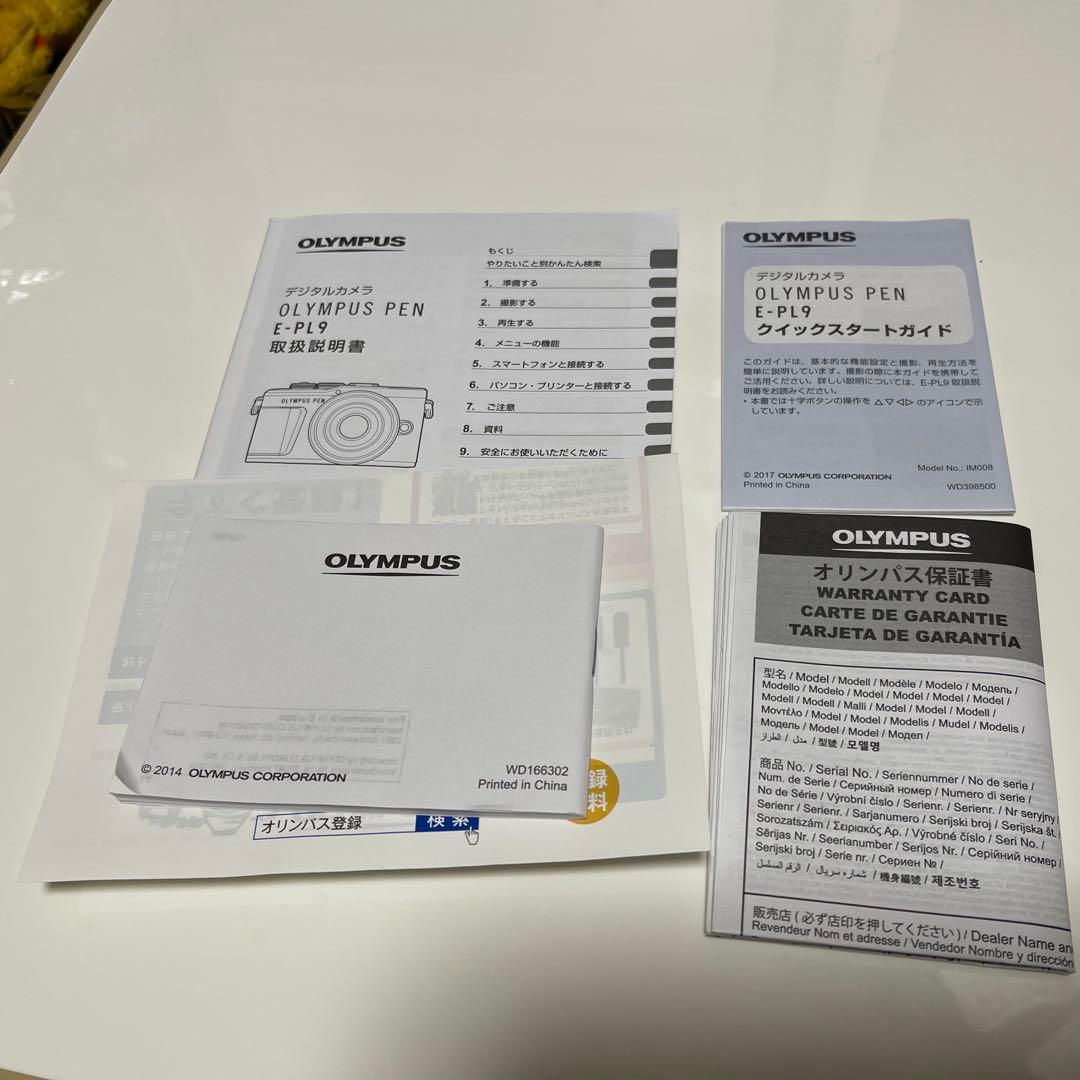 OLYMPUS
デジタルカメラ
OLYMPUS PEN
E-PL9
取扱説明書
OLYMPUS PEN
もくじ
やりたいこと別かんたん検索
1. 準備する
2. 撮影する
3. 再生する
4. メニューの機能
5. スマートフォンと接続する
6. パソコン・プリンターと接続する
7. ご注意
8. 資料
9. 安全にお使いいただくために
OLYMPUS
デジタルカメラ
OLYMPUS PEN
E-PL9
クイックスタートガイド
このガイドは、基本的な機能設定と撮影、再生方法を
簡単に説明しています。撮影の際に本ガイドを携帯して
ご活用ください。詳しい説明については、E-PL9 取扱説
明書をお読みください。
・本書では十字ボタンの操作を △▽◁▷ のアイコンで示
しています。
© 2017 OLYMPUS CORPORATION
Printed in China
Model No.: IM008
WD398500
OLYMPUS
© 2014 OLYMPUS CORPORATION
WD166302
Printed in China
録
料
オリンパス登録
検索
OLYMPUS
オリンパス保証書
WARRANTY CARD
CARTE DE GARANTIE
TARJETA DE GARANTÍA
型名 / Model / Modell / Modèle / Modelo / Модель /
Modello / Modelo / Model / Model / Model / Model /
Modell / Modell / Malli / Model / Model / Modell /
Μοντέλο / Model / Model / Modelis / Mudel / Modelis /
Модель / Model / Model / Модел /
الطراز / مدل / 型號 / 모델명
商品 No. / Serial No. / Seriennummer / No de serie /
Num. de Serie / Серийный номер / Numero di serie /
No de Série / Výrobní číslo / Serienr. / Serienr. / Nr seryjny /
Serienr / Serienr. / Sarjanumero / Serijski broj / Serijska št.
Sorozatszám / Σειριακός Αρ. / Výrobné číslo / Seri No. /
Sērijas Nr. / Seerianumber / Serijos Nr. / Серійний номер /
Serijski broj / Serie nr. / Сериен № /
الرقم المسلسل / شماره سریال / 機身編號 / 제조번호
販売店 ( 必ず店印を押してください ) / Dealer Name an
Revendeur Nom et adresse / Vendedor Nombre y dirección